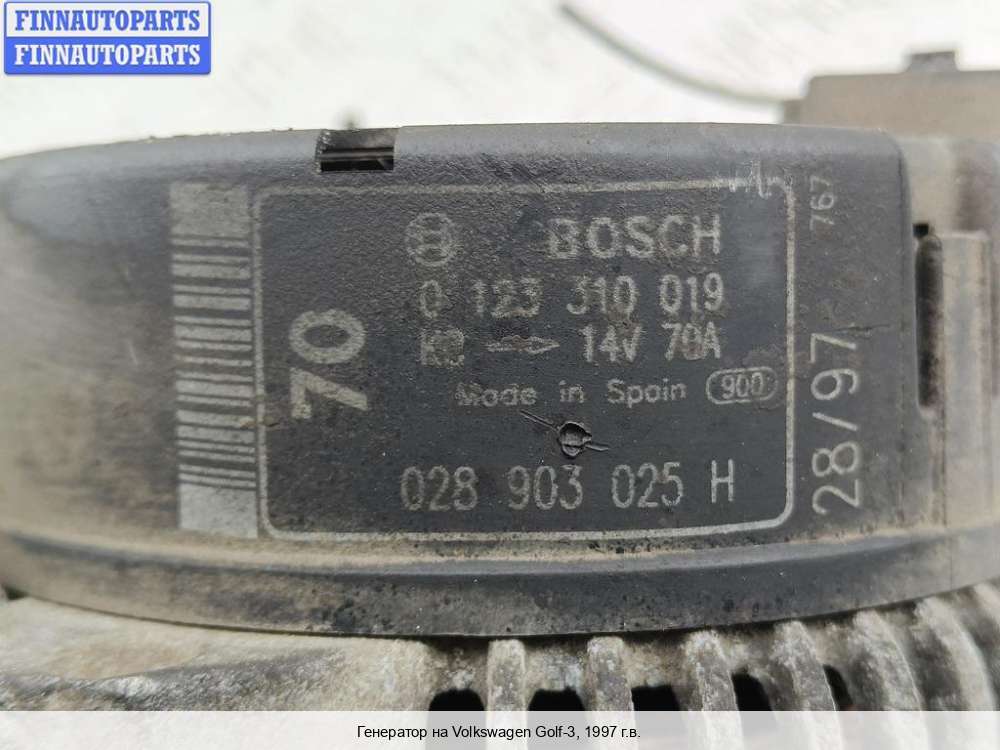 FINNAUTOPARTS
FINNAUTOPARTS
BOSCH
0 123 310 019
14V 70A
Made in Spain 900
028 903 025 H
70
28/97
767
Генератор на Volkswagen Golf-3, 1997 г.в.